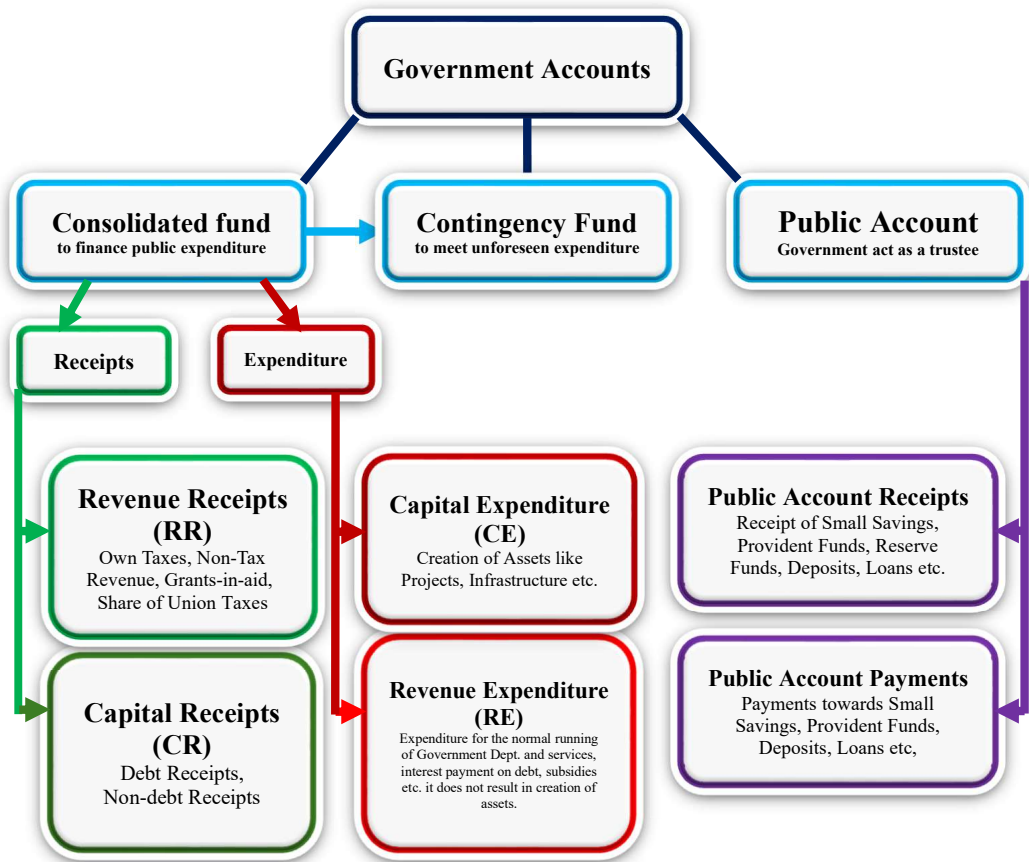 Government Accounts
Consolidated fund
to finance public expenditure
Contingency Fund
to meet unforeseen expenditure
Public Account
Government act as a trustee
Receipts
Expenditure
Revenue Receipts
(RR)
Own Taxes, Non-Tax
Revenue, Grants-in-aid,
Share of Union Taxes
Capital Expenditure
(CE)
Creation of Assets like
Projects, Infrastructure etc.
Public Account Receipts
Receipt of Small Savings,
Provident Funds, Reserve
Funds, Deposits, Loans etc.
Capital Receipts
(CR)
Debt Receipts,
Non-debt Receipts
Revenue Expenditure
(RE)
Expenditure for the normal running
of Government Dept. and services,
interest payment on debt, subsidies
etc. it does not result in creation of
assets.
Public Account Payments
Payments towards Small
Savings, Provident Funds,
Deposits, Loans etc,